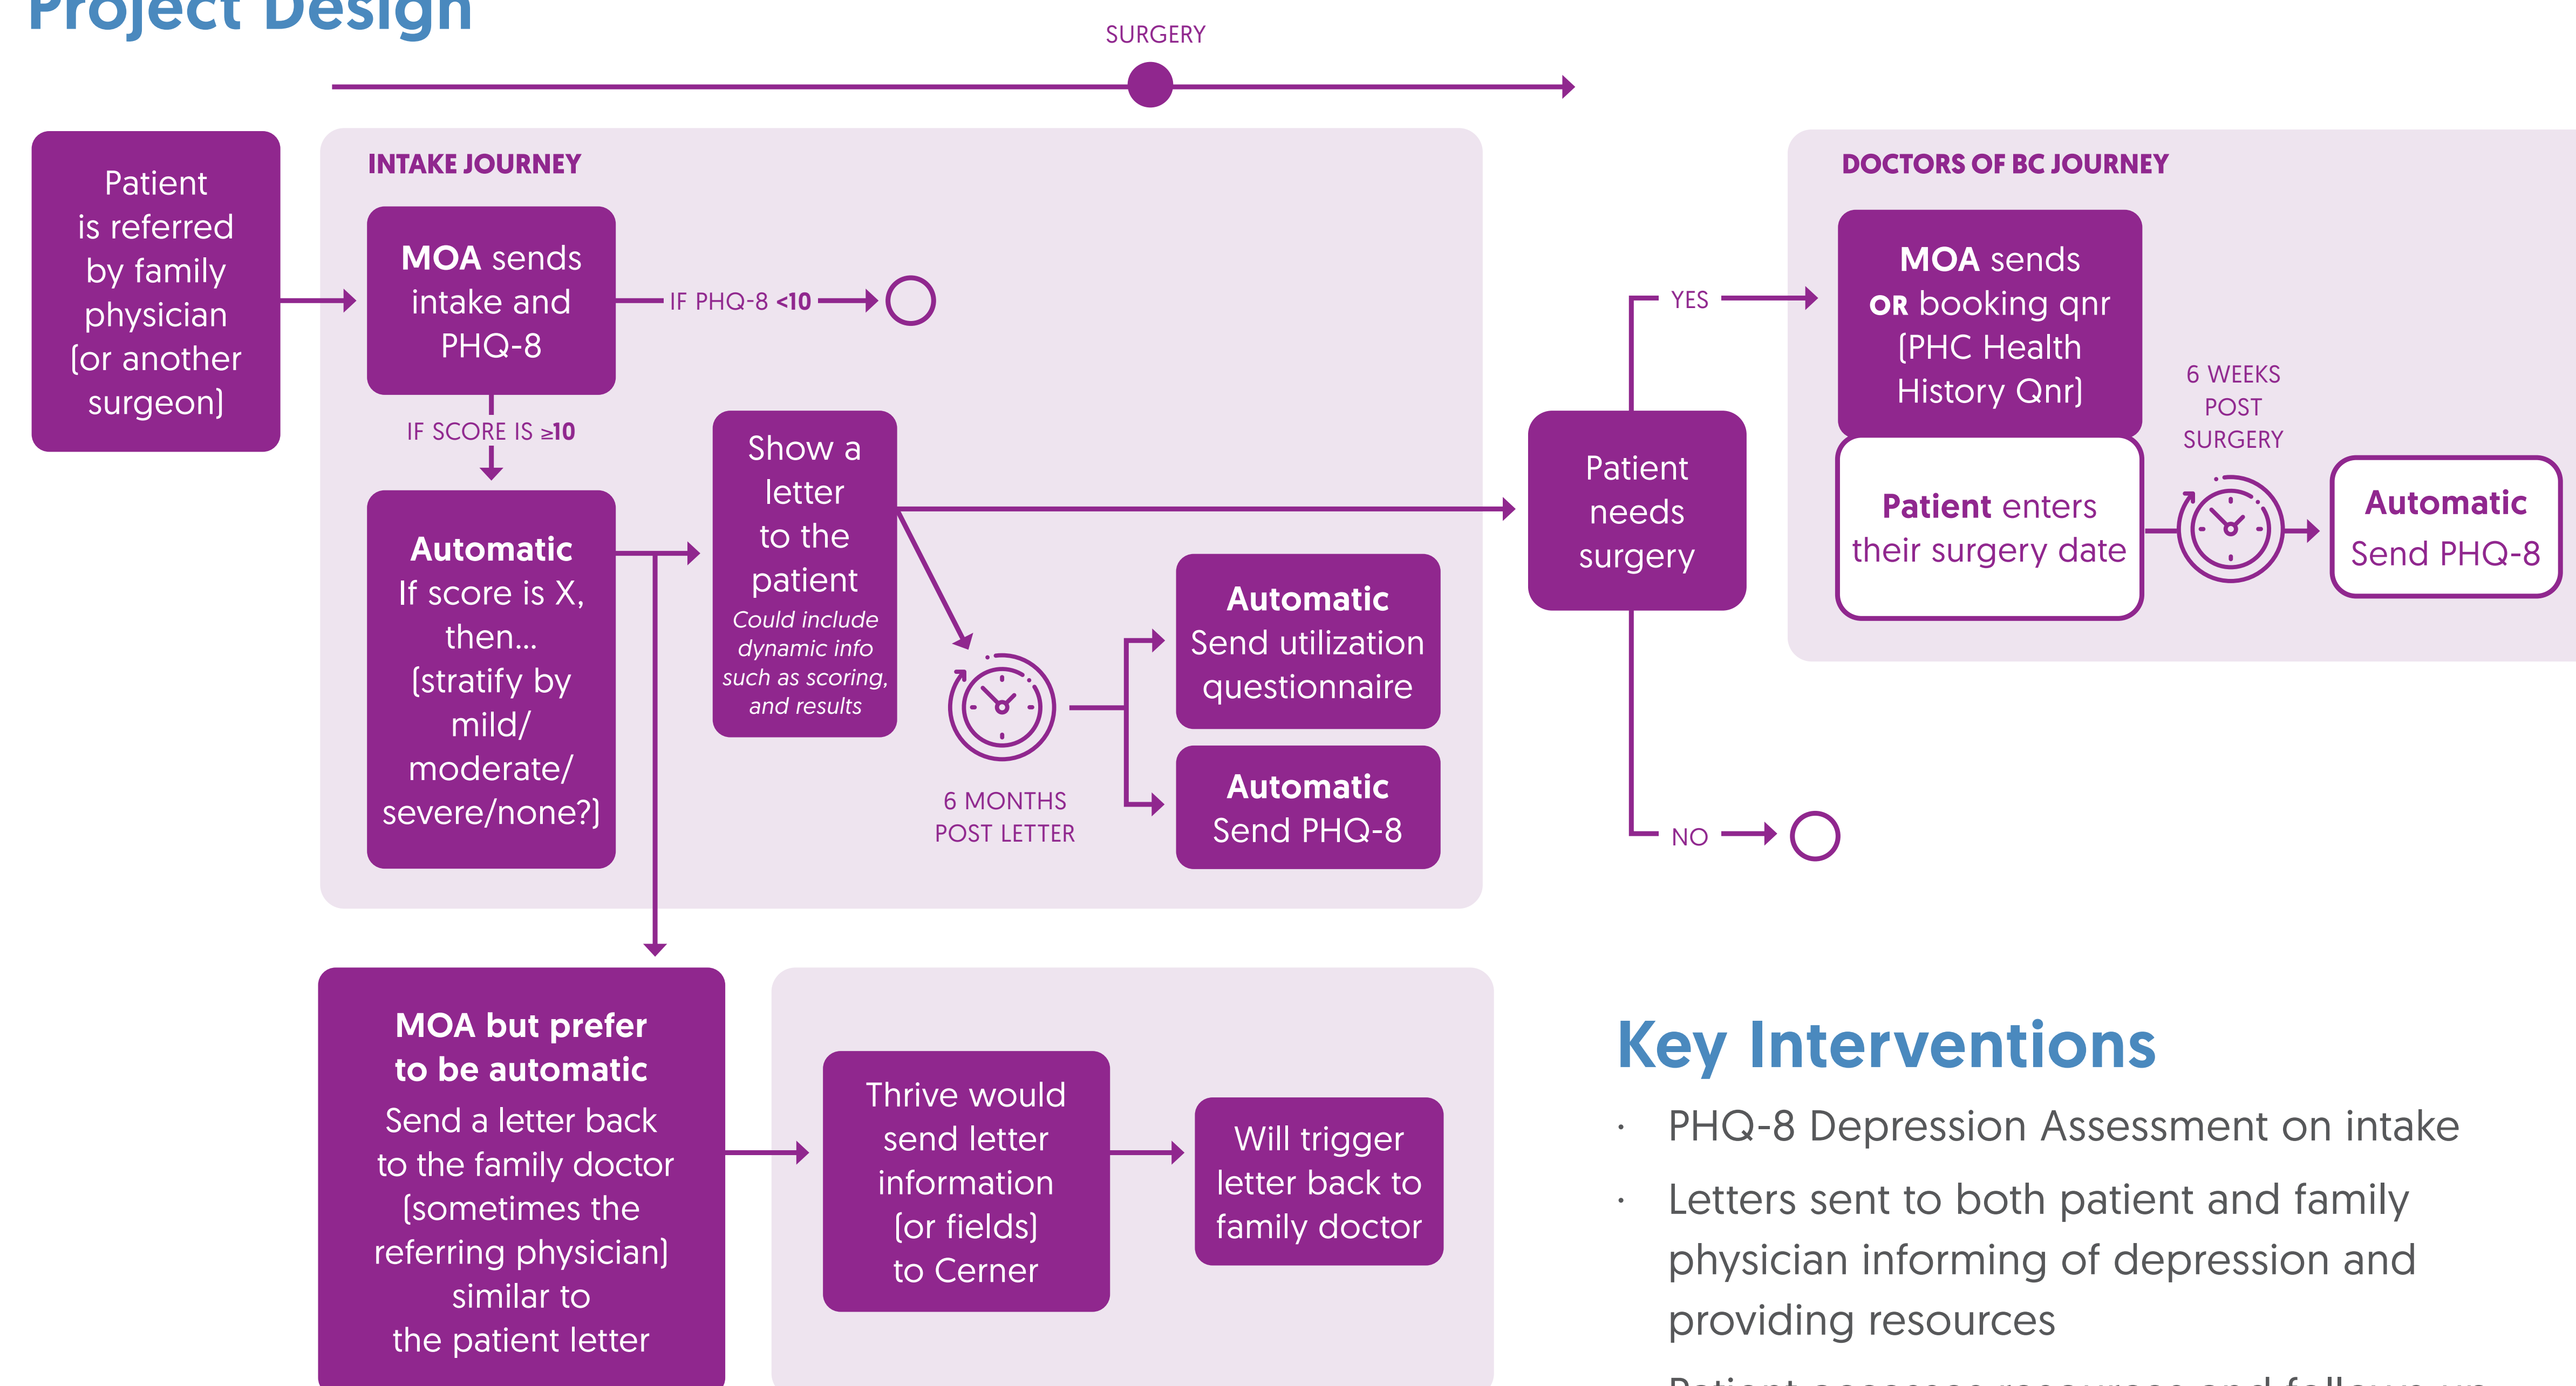 Project Design
SURGERY
Patient
is referred
by family
physician
(or another
surgeon)
INTAKE JOURNEY
MOA sends
intake and
PHQ-8
IF PHQ-8 <10
IF SCORE IS ≥10
Automatic
If score is X,
then...
(stratify by
mild/
moderate/
severe/none?)
Show a
letter
to the
patient
Could include
dynamic info
such as scoring,
and results
6 MONTHS
POST LETTER
Automatic
Send utilization
questionnaire
Automatic
Send PHQ-8
Patient
needs
surgery
YES
NO
DOCTORS OF BC JOURNEY
MOA sends
OR booking qnr
(PHC Health
History Qnr)
Patient enters
their surgery date
6 WEEKS
POST
SURGERY
Automatic
Send PHQ-8
MOA but prefer
to be automatic
Send a letter back
to the family doctor
(sometimes the
referring physician)
similar to
the patient letter
Thrive would
send letter
information
(or fields)
to Cerner
Will trigger
letter back to
family doctor
Key Interventions
· PHQ-8 Depression Assessment on intake
· Letters sent to both patient and family
physician informing of depression and
providing resources
Patient accesses resources and follows up